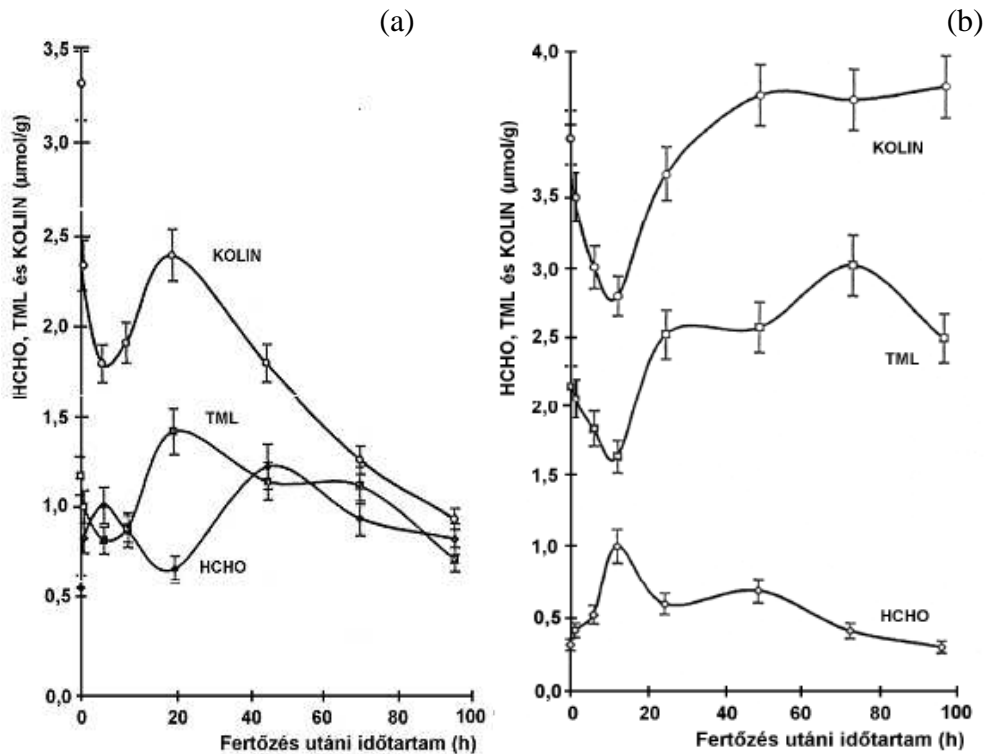 (a)
HCHO, TML és KOLIIN (µmol/g)
3,5
3,0
2,5
2,0
1,5
1,0
0,5
0,0
KOLIN
TML
HCHO
0 20 40 60 80 100
Fertőzés utáni időtartam (h)
(b)
HCHO, TML és KOLIN (µmol/g)
4,0
3,5
3,0
2,5
2,0
1,5
1,0
0,5
0,0
KOLIN
TML
HCHO
0 20 40 60 80 100
Fertőzés utáni időtartam (h)